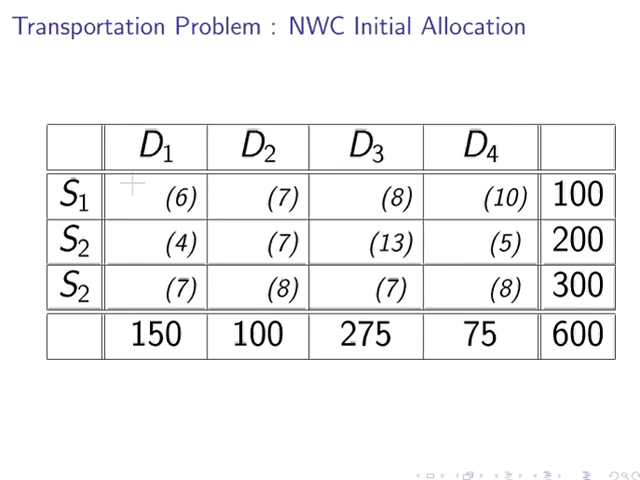 Transportation Problem : NWC Initial Allocation
D₁ D₂ D₃ D₄
S₁ (6) (7) (8) (10) 100
S₂ (4) (7) (13) (5) 200
S₂ (7) (8) (7) (8) 300
150 100 275 75 600